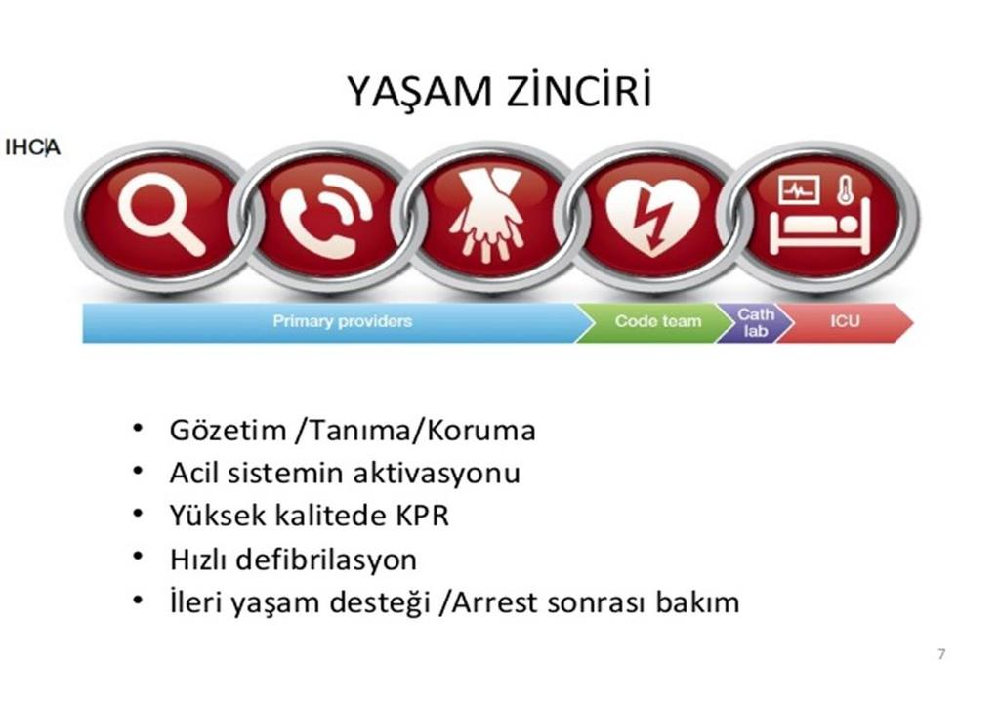 YAŞAM ZİNCİRİ
IHCA
Primary providers
Code team
Cath
lab
ICU
• Gözetim /Tanıma/Koruma
• Acil sistemin aktivasyonu
• Yüksek kalitede KPR
• Hızlı defibrilasyon
• İleri yaşam desteği /Arrest sonrası bakım
7